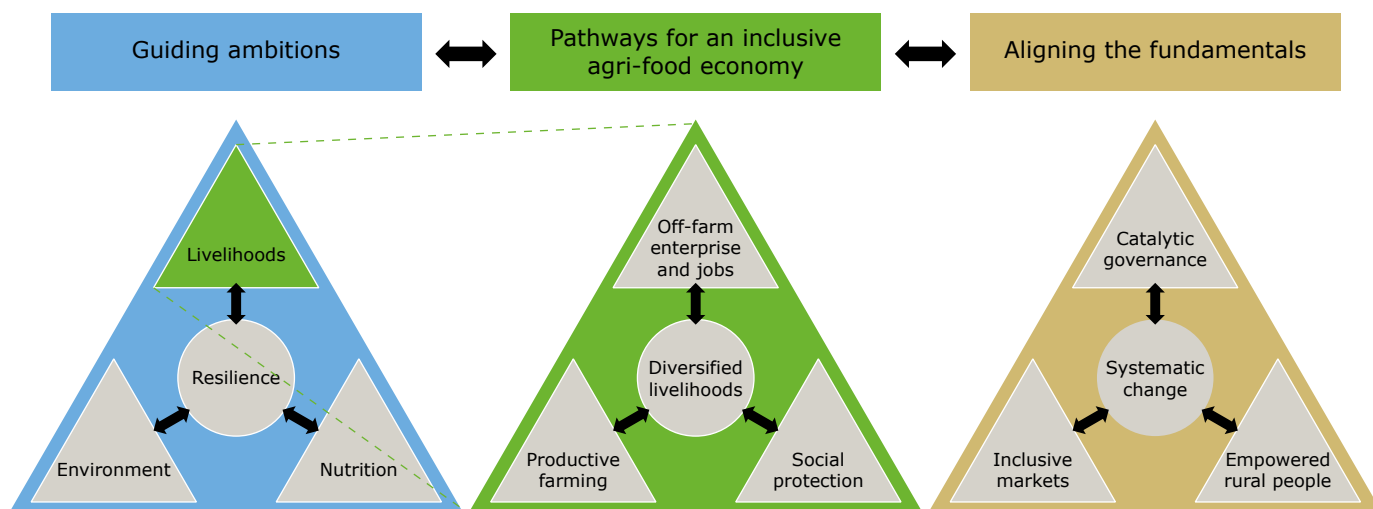 Guiding ambitions
Pathways for an inclusive
agri-food economy
Aligning the fundamentals
Livelihoods
Resilience
Environment
Nutrition
Off-farm
enterprise
and jobs
Diversified
livelihoods
Productive
farming
Social
protection
Catalytic
governance
Systematic
change
Inclusive
markets
Empowered
rural people